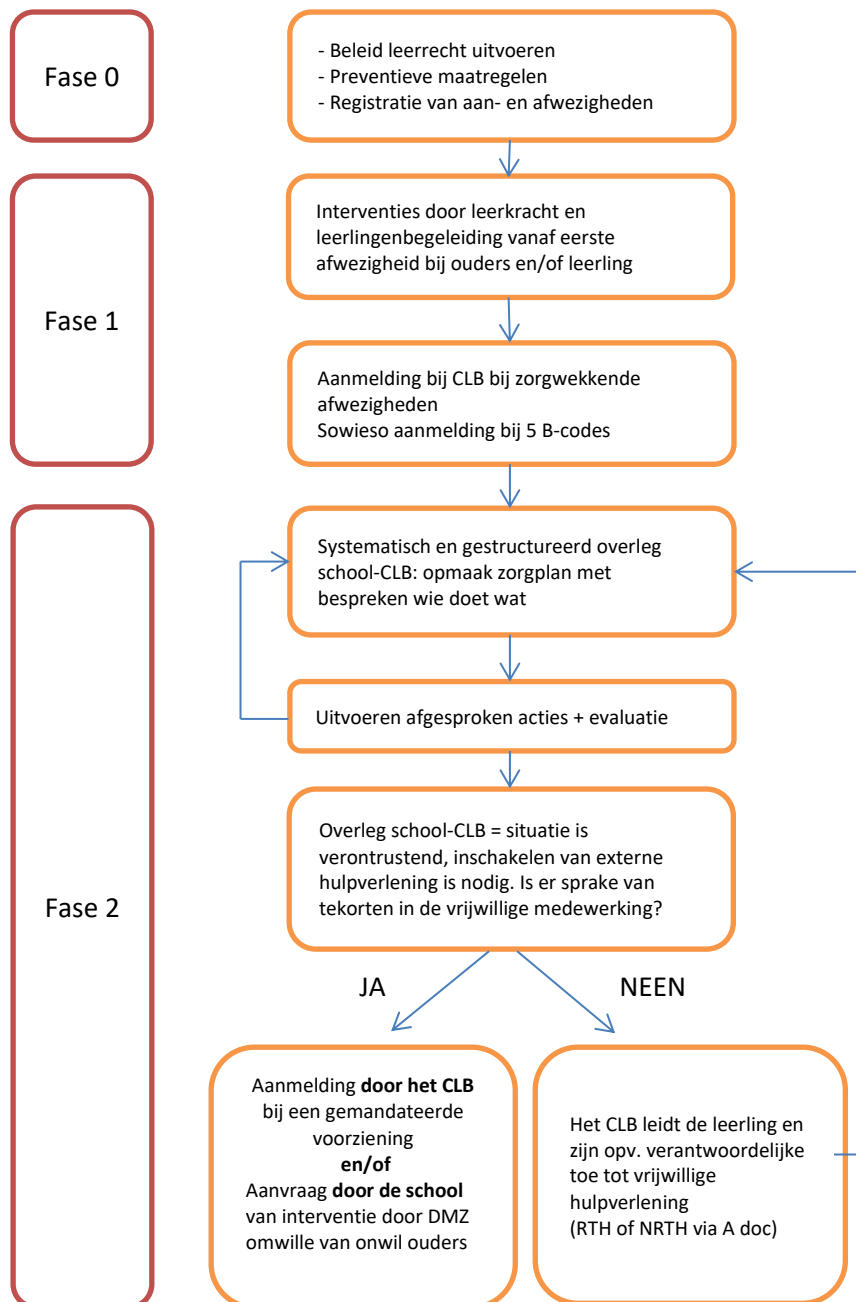 Fase 0
- Beleid leerrecht uitvoeren
- Preventieve maatregelen
- Registratie van aan- en afwezigheden
Fase 1
Interventies door leerkracht en
leerlingenbegeleiding vanaf eerste
afwezigheid bij ouders en/of leerling
Aanmelding bij CLB bij zorgwekkende
afwezigheden
Sowieso aanmelding bij 5 B-codes
Fase 2
Systematisch en gestructureerd overleg
school-CLB: opmaak zorgplan met
bespreken wie doet wat
Uitvoeren afgesproken acties + evaluatie
Overleg school-CLB = situatie is
verontrustend, inschakelen van externe
hulpverlening is nodig. Is er sprake van
tekorten in de vrijwillige medewerking?
JA
NEEN
Aanmelding door het CLB
bij een gemandateerde
voorziening
en/of
Aanvraag door de school
van interventie door DMZ
omwille van onwil ouders
Het CLB leidt de leerling en
zijn opv. verantwoordelijke
toe tot vrijwillige
hulpverlening
(RTH of NRTH via A doc)